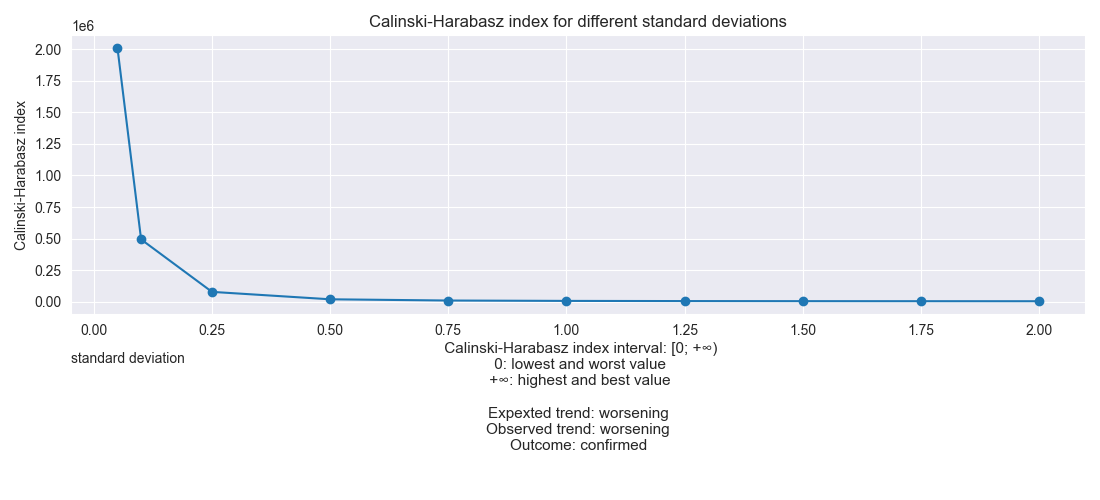 Calinski-Harabasz index for different standard deviations
1e6
Calinski-Harabasz index
2.00
1.75
1.50
1.25
1.00
0.75
0.50
0.25
0.00
0.00 0.25 0.50 0.75 1.00 1.25 1.50 1.75 2.00
standard deviation
Calinski-Harabasz index interval: [0; +∞)
0: lowest and worst value
+∞: highest and best value
Expexted trend: worsening
Observed trend: worsening
Outcome: confirmed